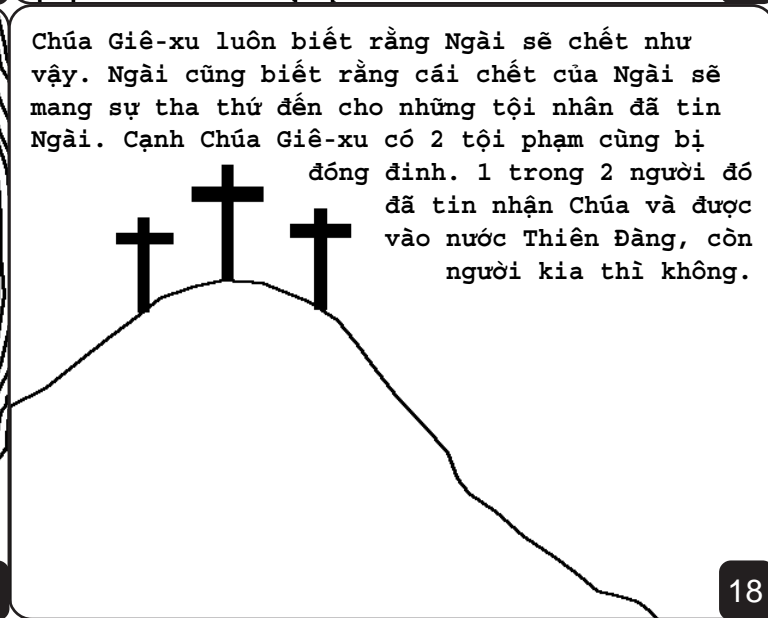 Chúa Giê-xu luôn biết rằng Ngài sẽ chết như
vậy. Ngài cũng biết rằng cái chết của Ngài sẽ
mang sự tha thứ đến cho những tội nhân đã tin
Ngài. Cạnh Chúa Giê-xu có 2 tội phạm cùng bị
đóng đinh. 1 trong 2 người đó
đã tin nhận Chúa và được
vào nước Thiên Đàng, còn
người kia thì không.
18